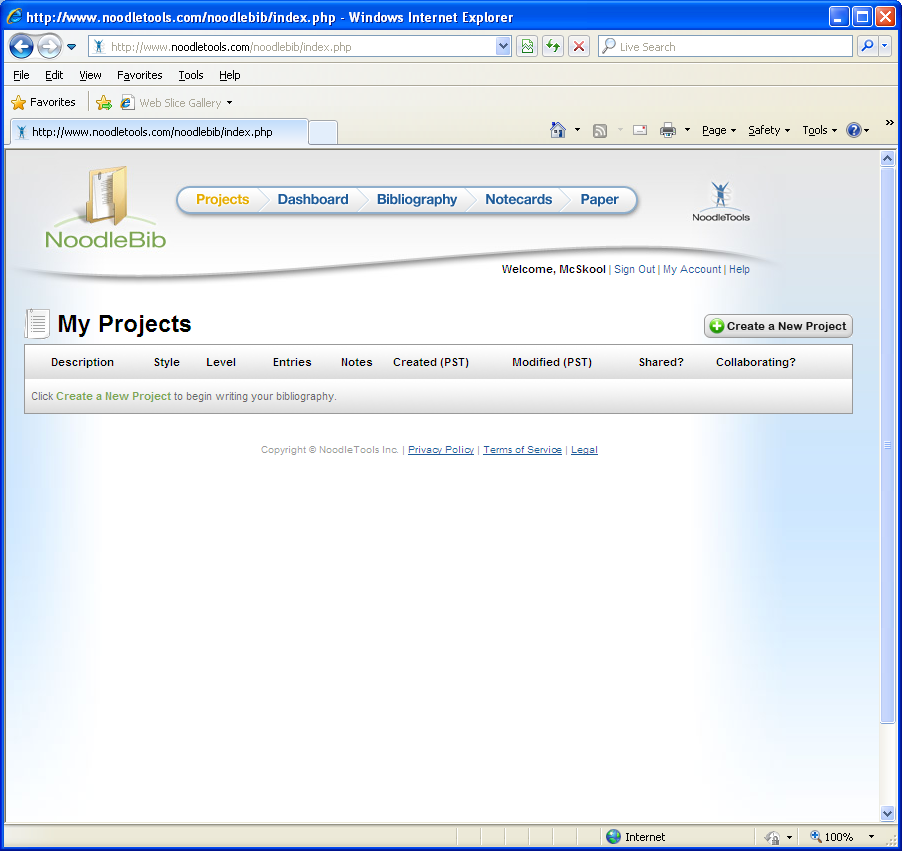 http://www.noodletools.com/noodlebib/index.php - Windows Internet Explorer
http://www.noodletools.com/noodlebib/index.php Live Search
File Edit View Favorites Tools Help
Favorites Web Slice Gallery
http://www.noodletools.com/noodlebib/index.php Page Safety Tools »
Projects Dashboard Bibliography Notecards Paper
NoodleTools
NoodleBib
Welcome, McSkool | Sign Out | My Account | Help
My Projects Create a New Project
Description Style Level Entries Notes Created (PST) Modified (PST) Shared? Collaborating?
Click Create a New Project to begin writing your bibliography.
Copyright © NoodleTools Inc. | Privacy Policy | Terms of Service | Legal
Internet 100%